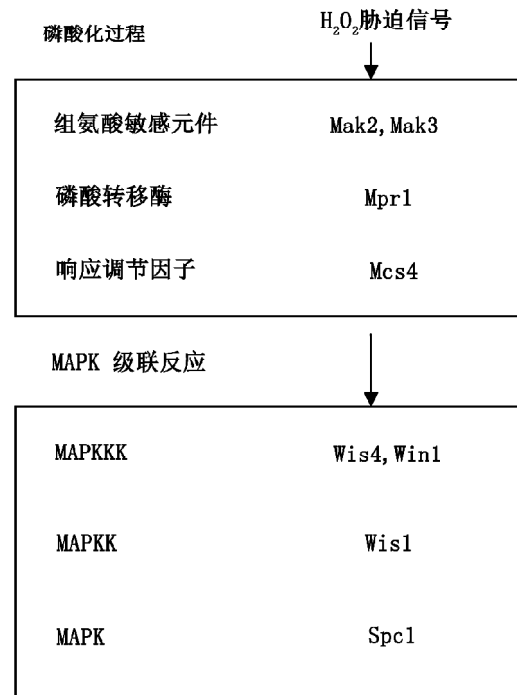 磷酸化过程 H₂O₂胁迫信号
组氨酸敏感元件 Mak2,Mak3
磷酸转移酶 Mpr1
响应调节因子 Mcs4
MAPK 级联反应
MAPKKK Wis4,Win1
MAPKK Wis1
MAPK Spc1